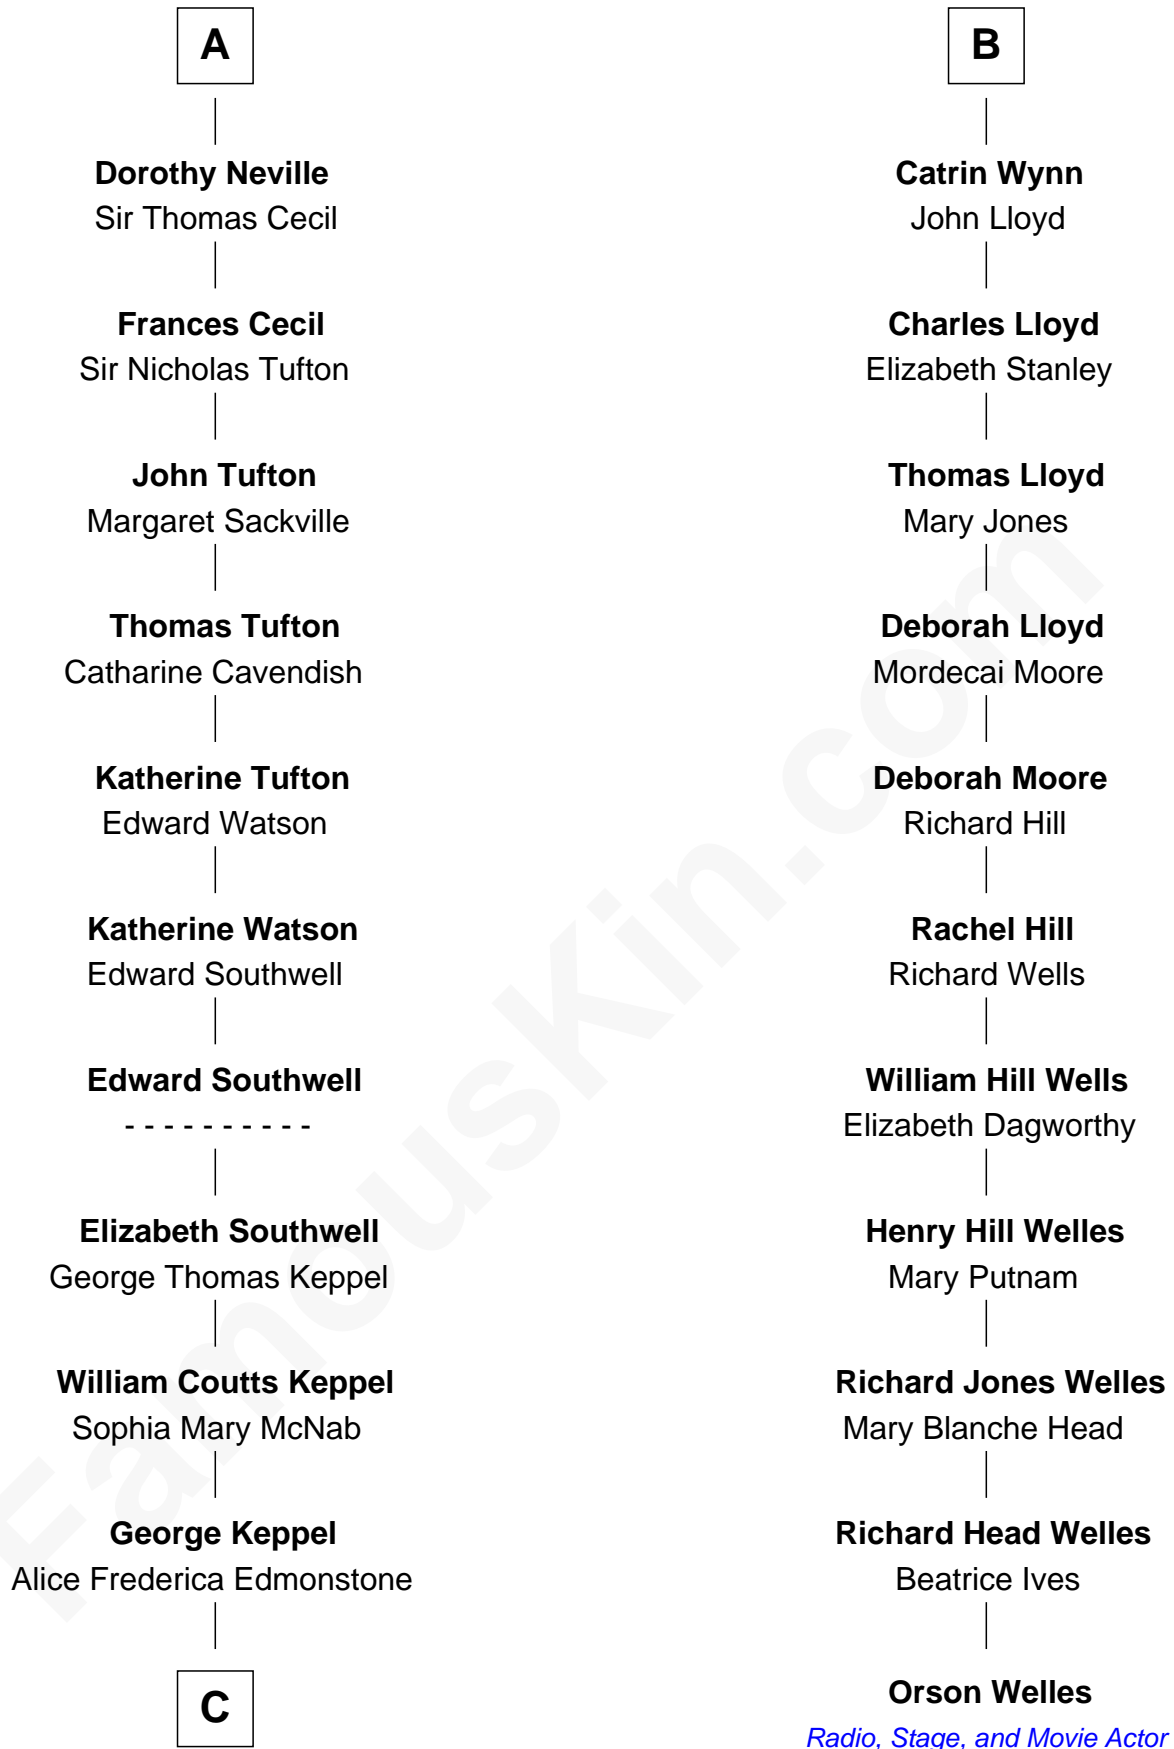 A
Dorothy Neville
Sir Thomas Cecil
Frances Cecil
Sir Nicholas Tufton
John Tufton
Margaret Sackville
Thomas Tufton
Catharine Cavendish
Katherine Tufton
Edward Watson
Katherine Watson
Edward Southwell
Edward Southwell
- - - - - - - - - -
Elizabeth Southwell
George Thomas Keppel
William Coutts Keppel
Sophia Mary McNab
George Keppel
Alice Frederica Edmonstone
C
B
Catrin Wynn
John Lloyd
Charles Lloyd
Elizabeth Stanley
Thomas Lloyd
Mary Jones
Deborah Lloyd
Mordecai Moore
Deborah Moore
Richard Hill
Rachel Hill
Richard Wells
William Hill Wells
Elizabeth Dagworthy
Henry Hill Welles
Mary Putnam
Richard Jones Welles
Mary Blanche Head
Richard Head Welles
Beatrice Ives
Orson Welles
Radio, Stage, and Movie Actor
FamousKin.com